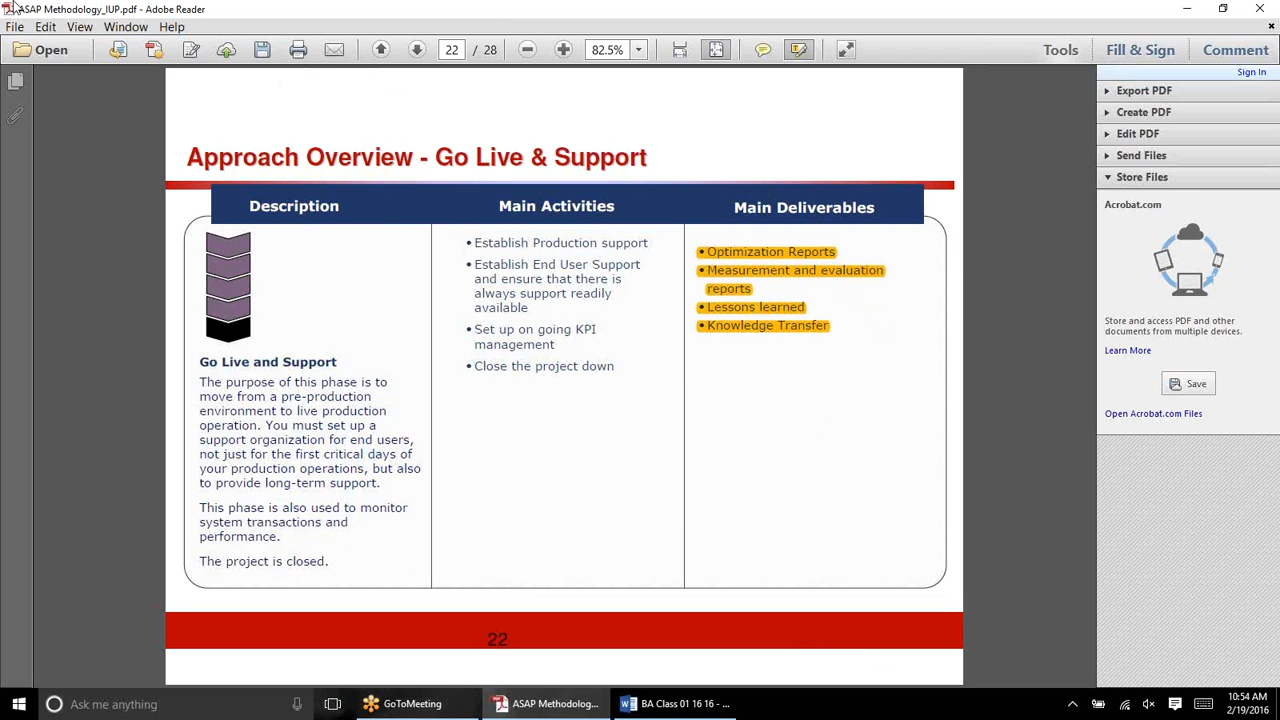 ASAP Methodology_IUP.pdf - Adobe Reader
File Edit View Window Help
Open 22 / 28 82.5% Tools Fill & Sign Comment
Sign In
Export PDF
Create PDF
Edit PDF
Send Files
Store Files
Acrobat.com
Store and access PDF and other
documents from multiple devices.
Learn More
Save
Open Acrobat.com Files
Approach Overview - Go Live & Support
Description Main Activities Main Deliverables
Go Live and Support
The purpose of this phase is to
move from a pre-production
environment to live production
operation. You must set up a
support organization for end users,
not just for the first critical days of
your production operations, but also
to provide long-term support.
This phase is also used to monitor
system transactions and
performance.
The project is closed.
• Establish Production support
• Establish End User Support
and ensure that there is
always support readily
available
• Set up on going KPI
management
• Close the project down
• Optimization Reports
• Measurement and evaluation
reports
• Lessons learned
• Knowledge Transfer
22
Ask me anything GoToMeeting ASAP Methodolog... BA Class 01 16 16 - ... 10:54 AM
2/19/2016